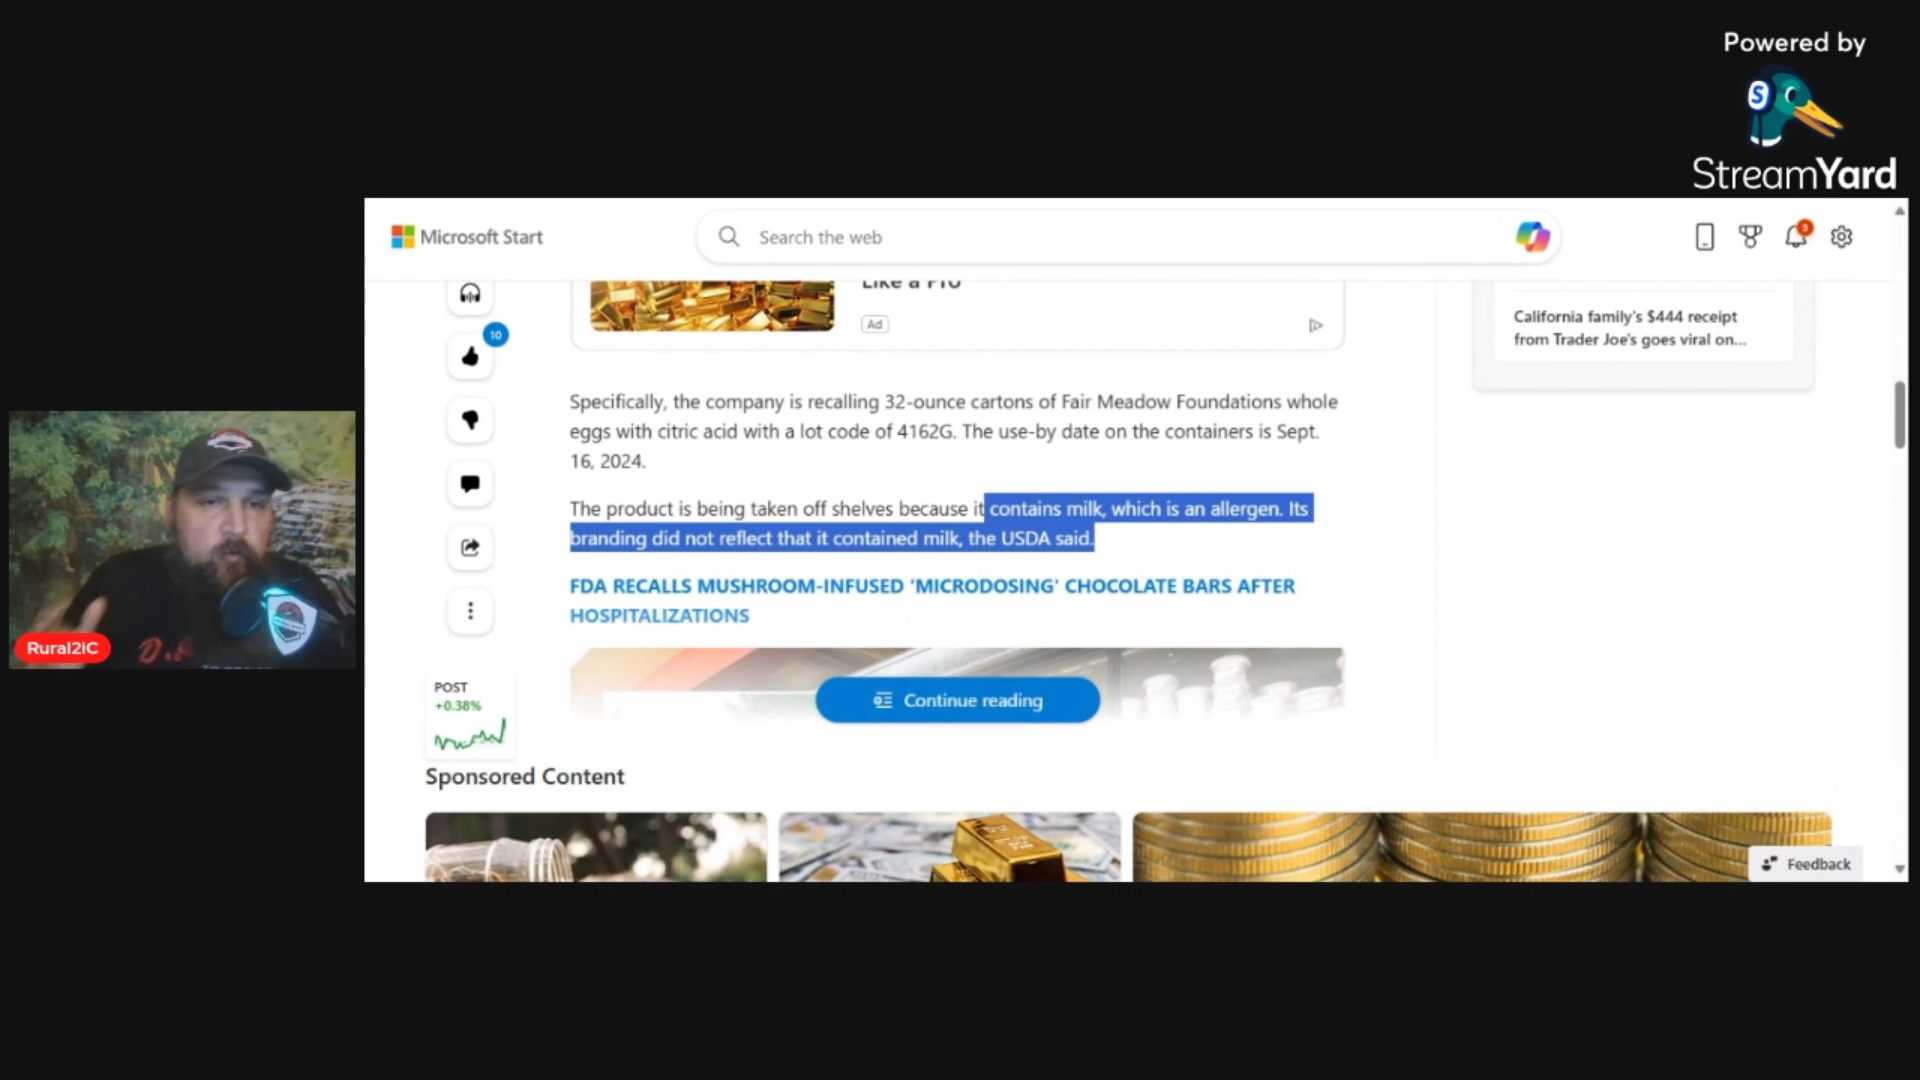 Powered by
StreamYard
Microsoft Start
Search the web
3
Like a Pro
Ad
10
California family's $444 receipt
from Trader Joe's goes viral on...
Specifically, the company is recalling 32-ounce cartons of Fair Meadow Foundations whole
eggs with citric acid with a lot code of 4162G. The use-by date on the containers is Sept.
16, 2024.
The product is being taken off shelves because it contains milk, which is an allergen. Its
branding did not reflect that it contained milk, the USDA said.
FDA RECALLS MUSHROOM-INFUSED 'MICRODOSING' CHOCOLATE BARS AFTER
HOSPITALIZATIONS
Rural2iC
POST
+0.38%
Continue reading
Sponsored Content
Feedback